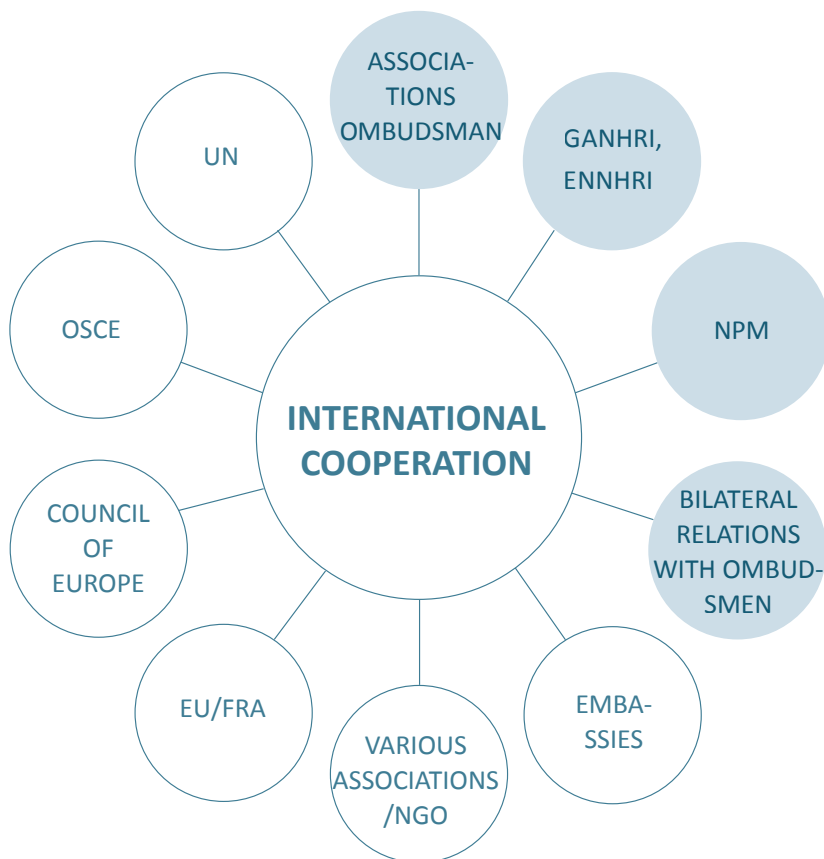 ASSOCIA-
TIONS
OMBUDSMAN
GANHRI,
ENNHRI
NPM
BILATERAL
RELATIONS
WITH OMBUD-
SMEN
EMBA-
SSIES
VARIOUS
ASSOCIATIONS
/NGO
EU/FRA
COUNCIL
OF
EUROPE
OSCE
UN
INTERNATIONAL
COOPERATION